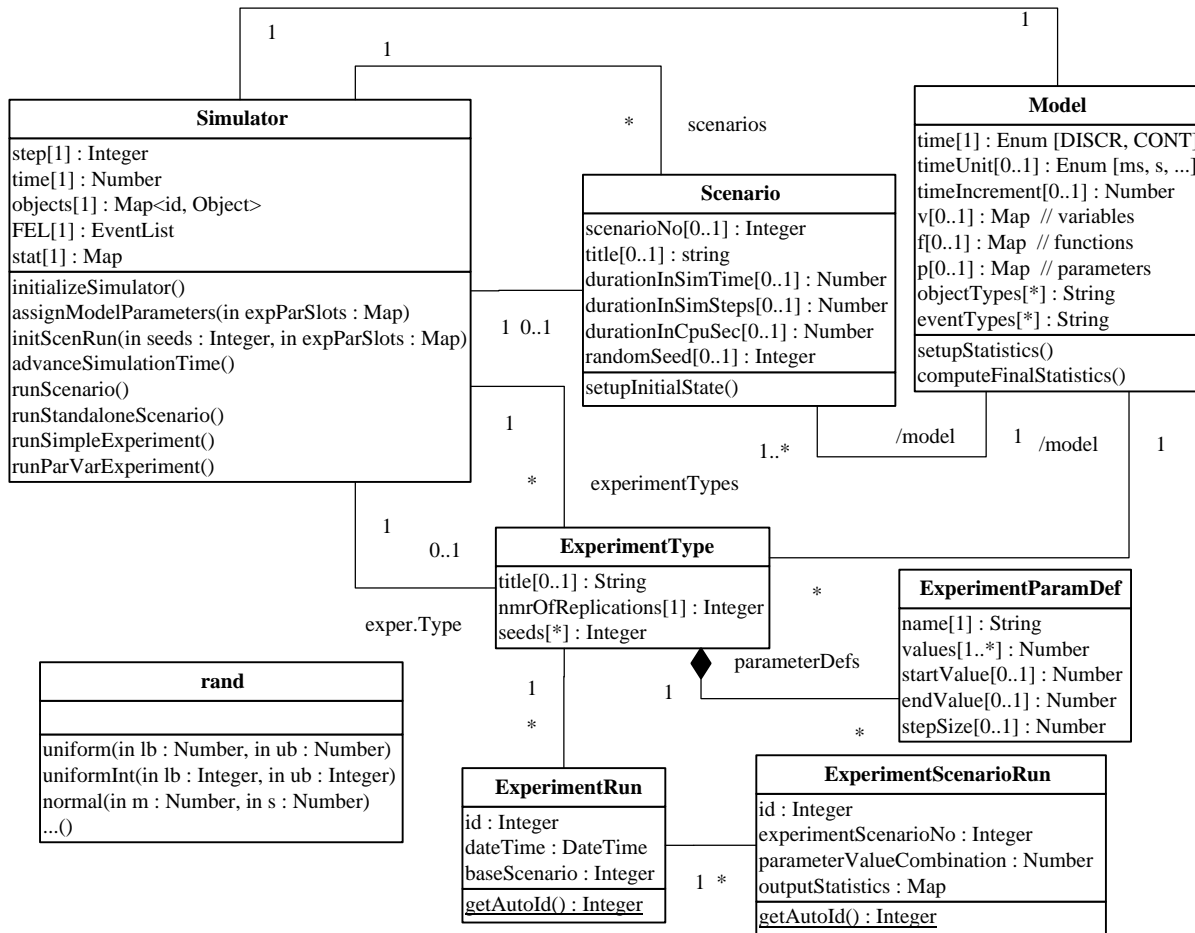 1
1
1
Simulator
step[1] : Integer
time[1] : Number
objects[1] : Map<id, Object>
FEL[1] : EventList
stat[1] : Map
initializeSimulator()
assignModelParameters(in expParSlots : Map)
initScenRun(in seeds : Integer, in expParSlots : Map)
advanceSimulationTime()
runScenario()
runStandaloneScenario()
runSimpleExperiment()
runParVarExperiment()
* scenarios
Scenario
scenarioNo[0..1] : Integer
title[0..1] : string
durationInSimTime[0..1] : Number
durationInSimSteps[0..1] : Number
durationInCpuSec[0..1] : Number
randomSeed[0..1] : Integer
setupInitialState()
Model
time[1] : Enum [DISCR, CONT]
timeUnit[0..1] : Enum [ms, s, ...]
timeIncrement[0..1] : Number
v[0..1] : Map // variables
f[0..1] : Map // functions
p[0..1] : Map // parameters
objectTypes[*] : String
eventTypes[*] : String
setupStatistics()
computeFinalStatistics()
1 0..1
1
* experimentTypes
1..*
/model
1
/model
1
1
0..1
exper.Type
ExperimentType
title[0..1] : String
nmrOfReplications[1] : Integer
seeds[*] : Integer
*
parameterDefs
1
*
ExperimentParamDef
name[1] : String
values[1..*] : Number
startValue[0..1] : Number
endValue[0..1] : Number
stepSize[0..1] : Number
rand
uniform(in lb : Number, in ub : Number)
uniformInt(in lb : Integer, in ub : Integer)
normal(in m : Number, in s : Number)
...()
1
*
ExperimentRun
id : Integer
dateTime : DateTime
baseScenario : Integer
getAutoId() : Integer
1 *
ExperimentScenarioRun
id : Integer
experimentScenarioNo : Integer
parameterValueCombination : Number
outputStatistics : Map
getAutoId() : Integer